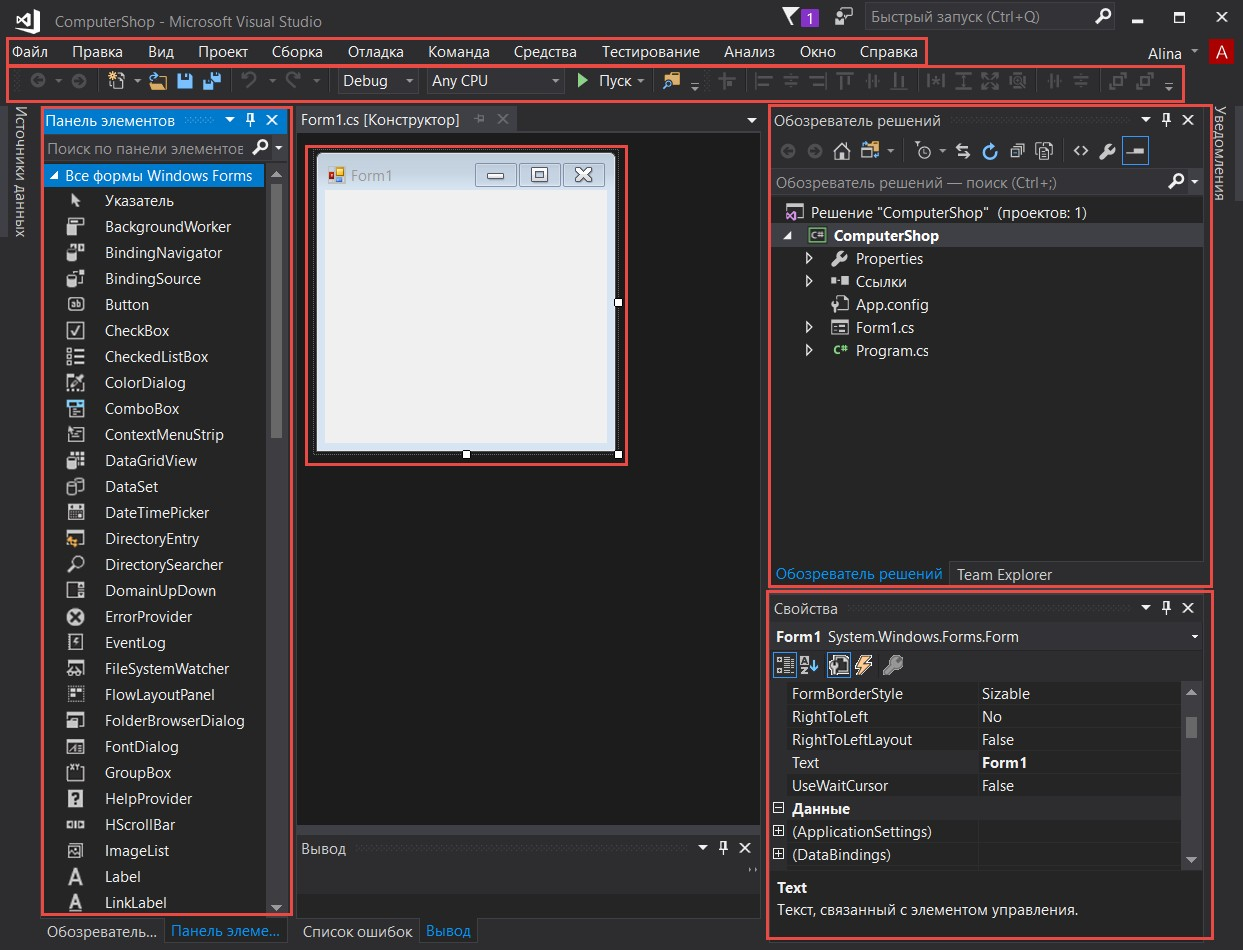 ComputerShop - Microsoft Visual Studio
1
Быстрый запуск (Ctrl+Q)
Файл Правка Вид Проект Сборка Отладка Команда Средства Тестирование Анализ Окно Справка
Alina A
Debug Any CPU Пуск
Источники данных
Панель элементов
Поиск по панели элементов
Все формы Windows Forms
Указатель
BackgroundWorker
BindingNavigator
BindingSource
Button
CheckBox
CheckedListBox
ColorDialog
ComboBox
ContextMenuStrip
DataGridView
DataSet
DateTimePicker
DirectoryEntry
DirectorySearcher
DomainUpDown
ErrorProvider
EventLog
FileSystemWatcher
FlowLayoutPanel
FolderBrowserDialog
FontDialog
GroupBox
HelpProvider
HScrollBar
ImageList
Label
LinkLabel
Обозреватель...
Панель элеме...
Form1.cs [Конструктор]
Form1
Вывод
Список ошибок
Вывод
Обозреватель решений
Обозреватель решений — поиск (Ctrl+;)
Решение "ComputerShop" (проектов: 1)
ComputerShop
Properties
Ссылки
App.config
Form1.cs
Program.cs
Обозреватель решений
Team Explorer
Уведомления
Свойства
Form1 System.Windows.Forms.Form
FormBorderStyle Sizable
RightToLeft No
RightToLeftLayout False
Text Form1
UseWaitCursor False
Данные
(ApplicationSettings)
(DataBindings)
Text
Текст, связанный с элементом управления.